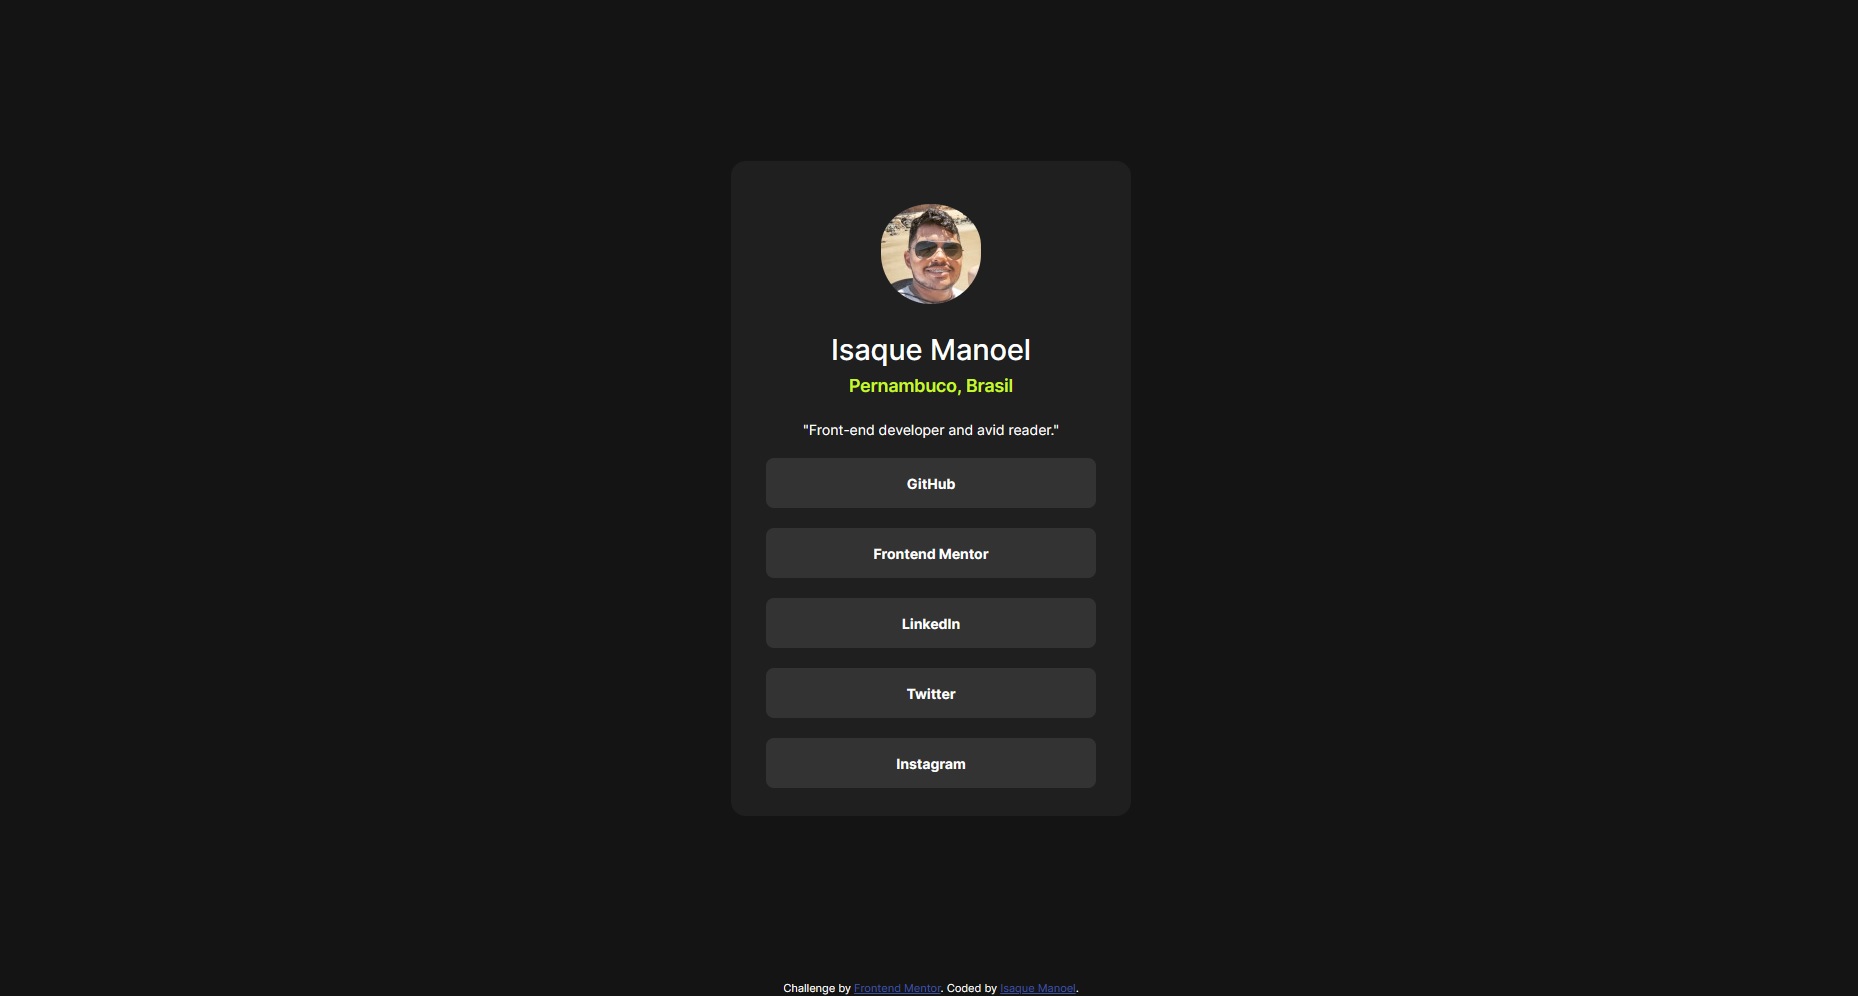 Isaque Manoel
Pernambuco, Brasil
"Front-end developer and avid reader."
GitHub
Frontend Mentor
LinkedIn
Twitter
Instagram
Challenge by Frontend Mentor. Coded by Isaque Manoel.